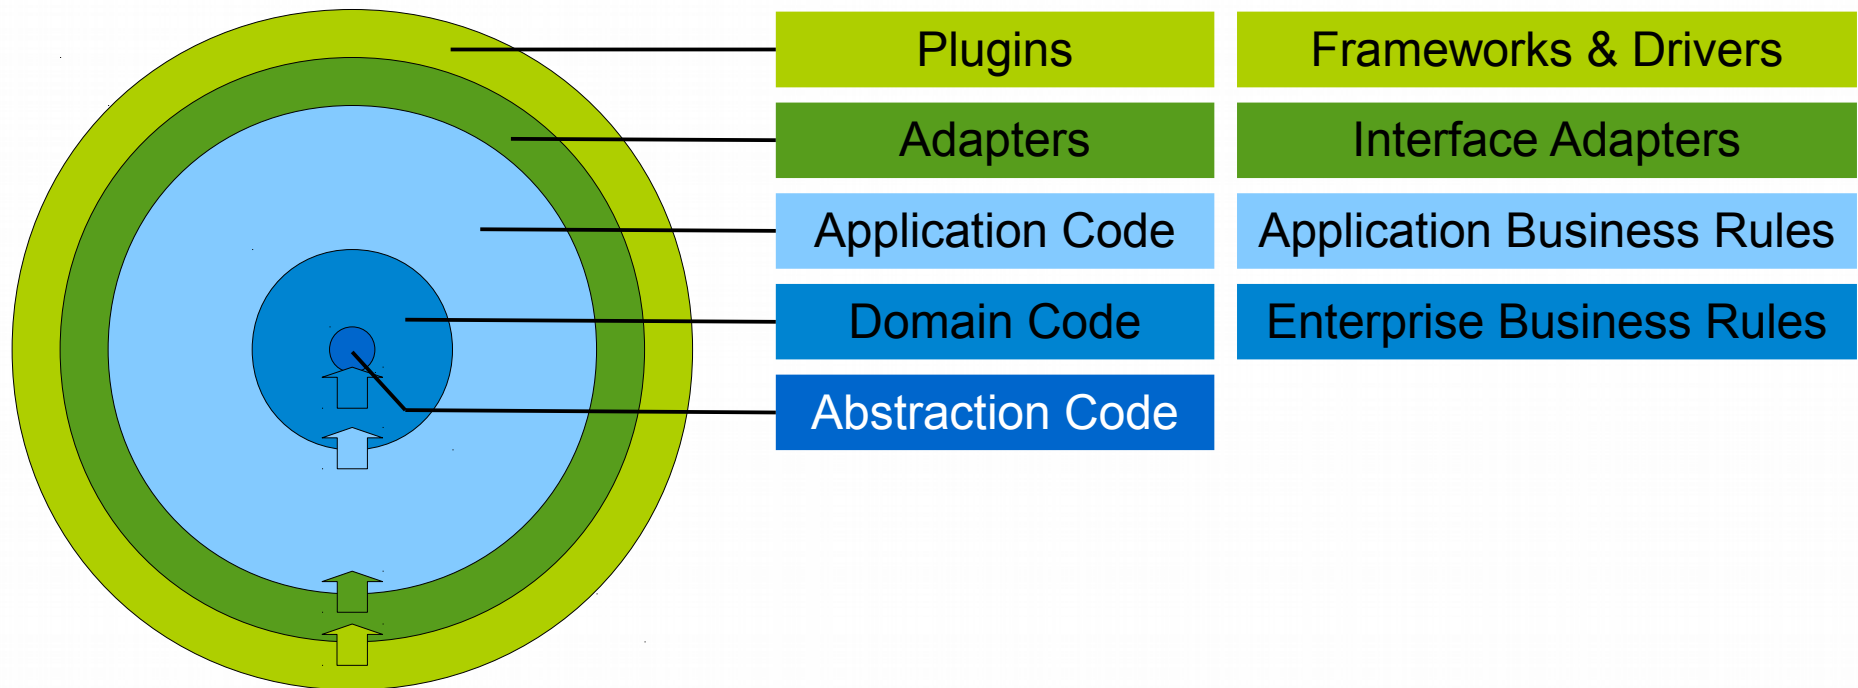 Plugins
Frameworks & Drivers
Adapters
Interface Adapters
Application Code
Application Business Rules
Domain Code
Enterprise Business Rules
Abstraction Code